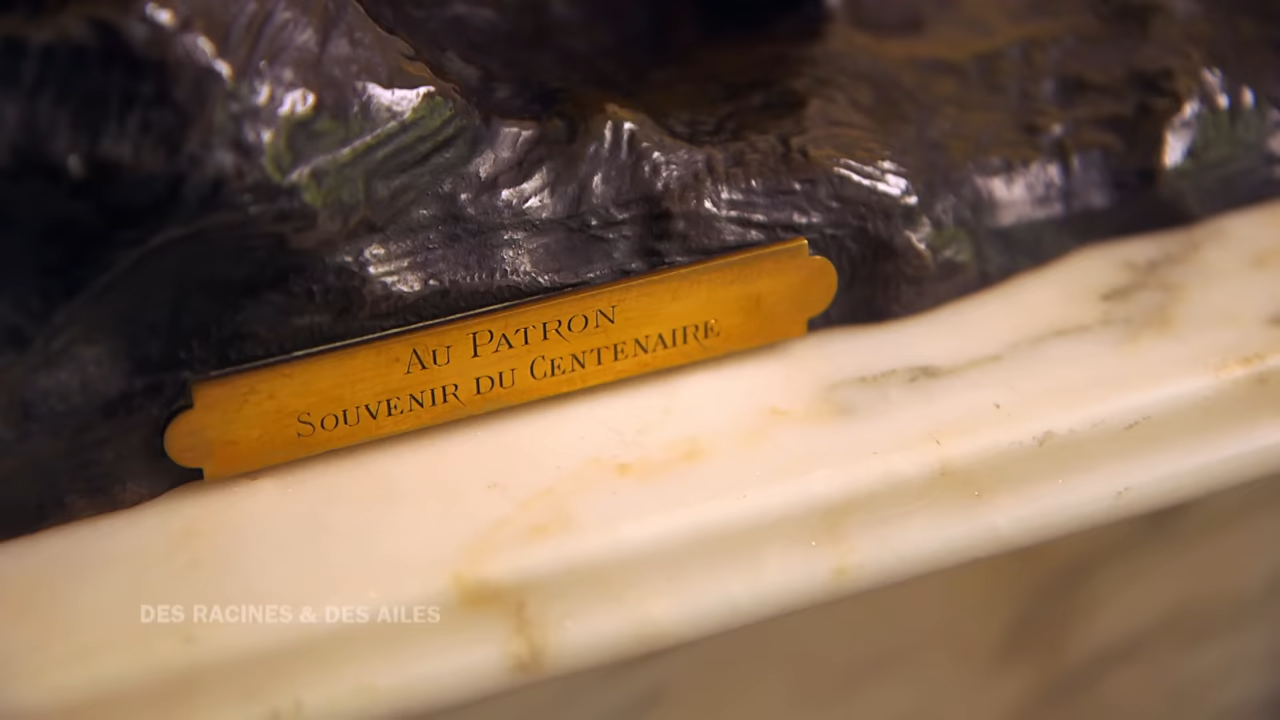 AU PATRON
SOUVENIR DU CENTENAIRE
DES RACINES & DES AILES